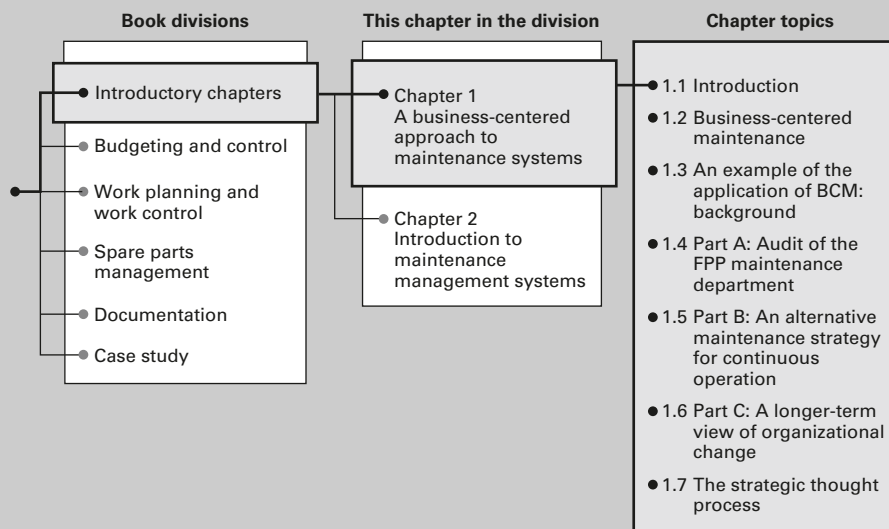 Book divisions
Introductory chapters
Budgeting and control
Work planning and
work control
Spare parts
management
Documentation
Case study
This chapter in the division
Chapter 1
A business-centered
approach to
maintenance systems
Chapter 2
Introduction to
maintenance
management systems
Chapter topics
1.1 Introduction
1.2 Business-centered
maintenance
1.3 An example of the
application of BCM:
background
1.4 Part A: Audit of the
FPP maintenance
department
1.5 Part B: An alternative
maintenance strategy
for continuous
operation
1.6 Part C: A longer-term
view of organizational
change
1.7 The strategic thought
process